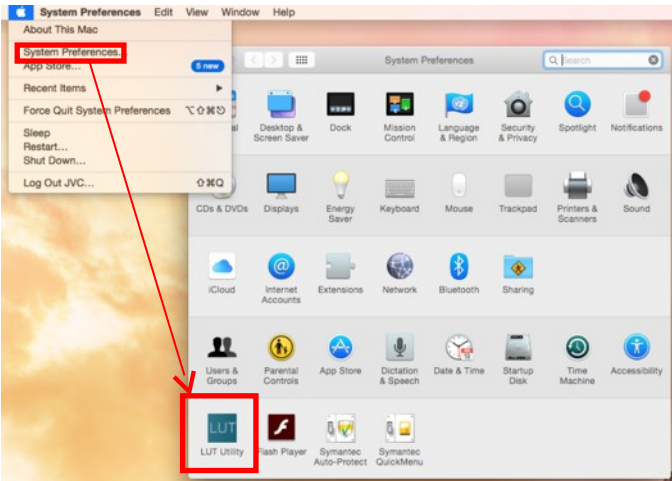 System Preferences Edit View Window Help
About This Mac
System Preferences...
App Store... 5 new
Recent Items
Force Quit System Preferences ⌥⇧⌘⎋
Sleep
Restart...
Shut Down...
Log Out JVC... ⇧⌘Q
System Preferences
Search
Desktop & Screen Saver
Dock
Mission Control
Language & Region
Security & Privacy
Spotlight
Notifications
CDs & DVDs
Displays
Energy Saver
Keyboard
Mouse
Trackpad
Printers & Scanners
Sound
iCloud
Internet Accounts
Extensions
Network
Bluetooth
Sharing
Users & Groups
Parental Controls
App Store
Dictation & Speech
Date & Time
Startup Disk
Time Machine
Accessibility
LUT
LUT Utility
Flash Player
Symantec Auto-Protect
Symantec QuickMenu